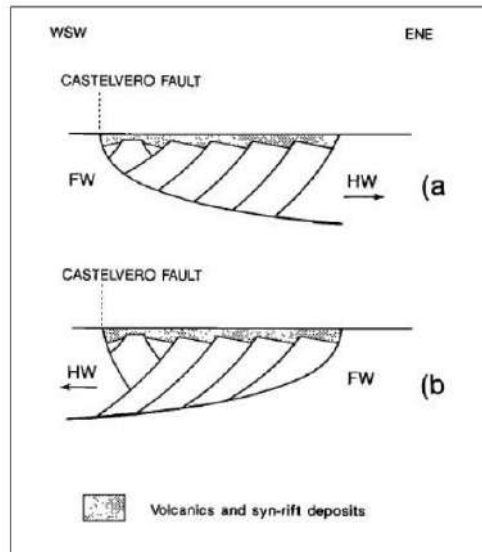 WSW ENE
CASTELVERO FAULT
FW HW (a
CASTELVERO FAULT
HW FW (b
Volcanics and syn-rift deposits